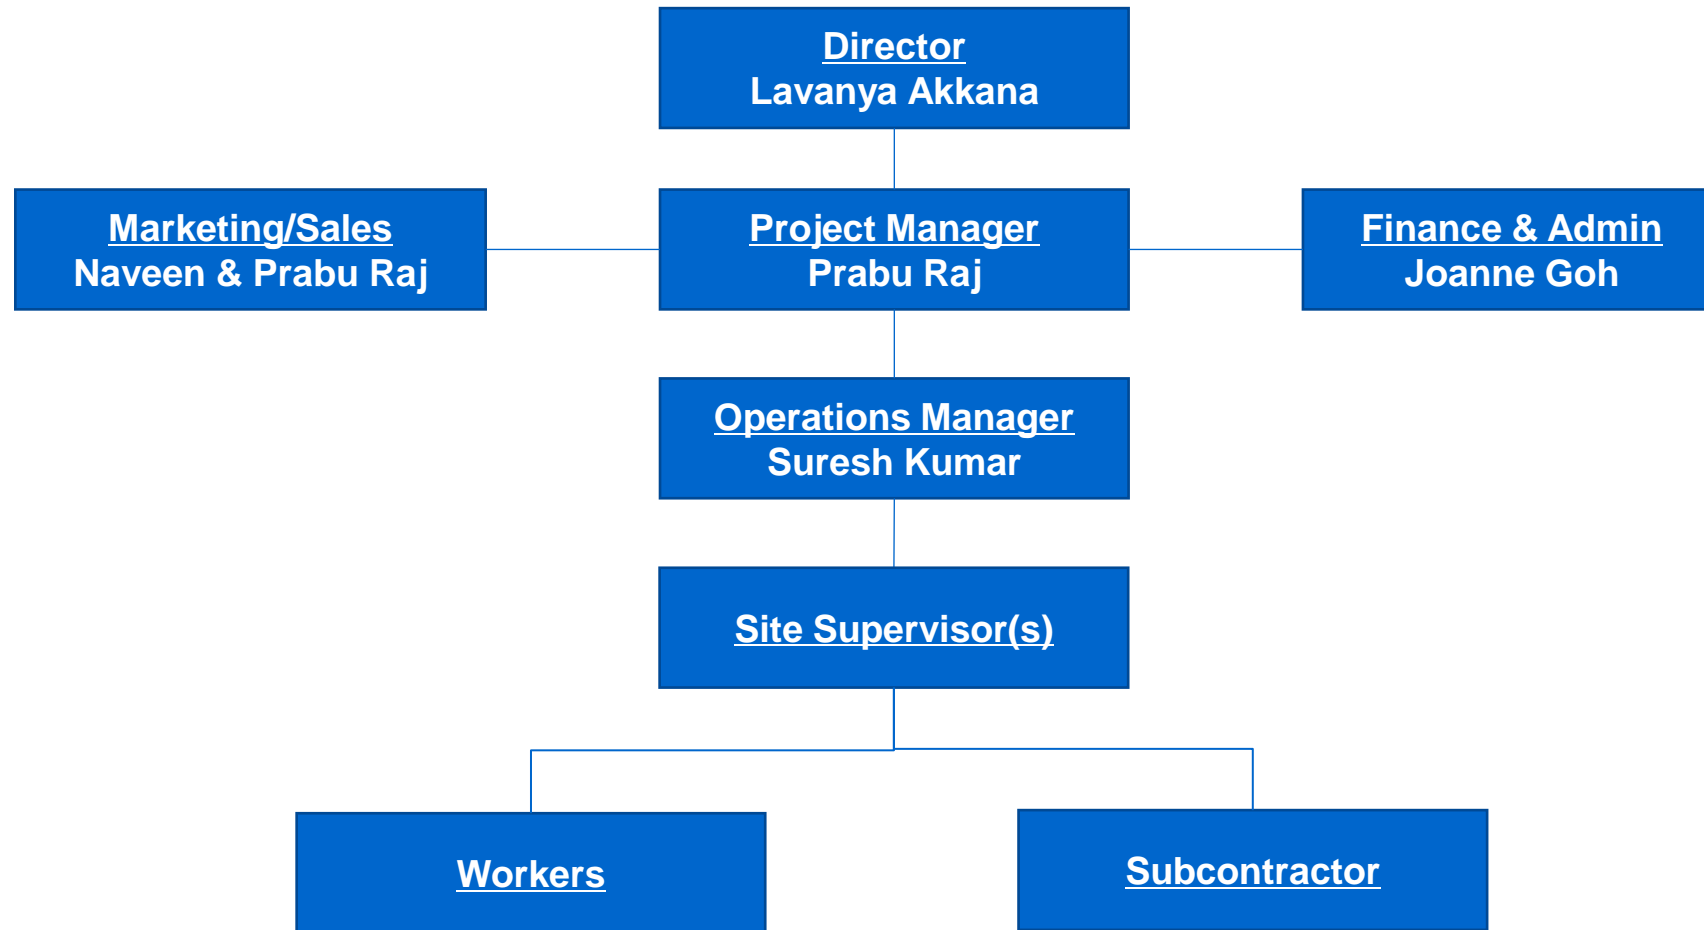 Director
Lavanya Akkana
Marketing/Sales
Naveen & Prabu Raj
Project Manager
Prabu Raj
Finance & Admin
Joanne Goh
Operations Manager
Suresh Kumar
Site Supervisor(s)
Workers
Subcontractor